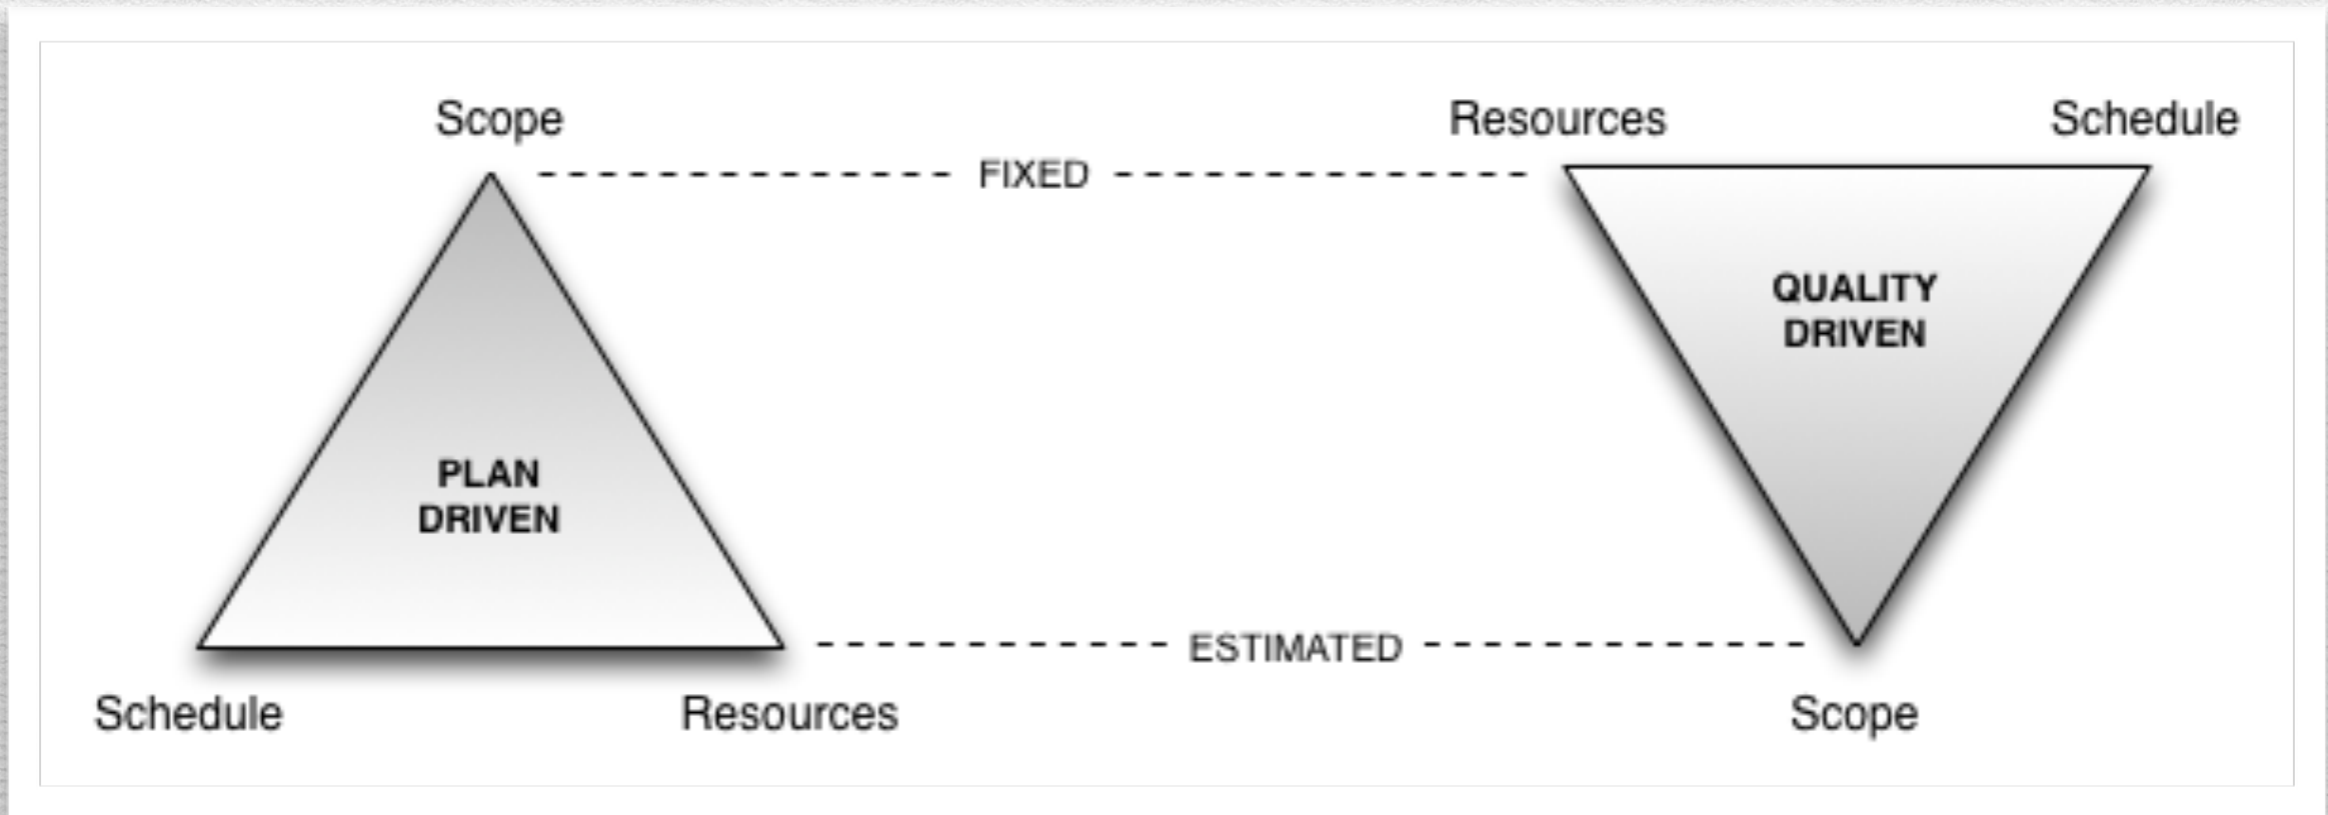 Scope
Resources
Schedule
FIXED
QUALITY
DRIVEN
PLAN
DRIVEN
ESTIMATED
Schedule
Resources
Scope